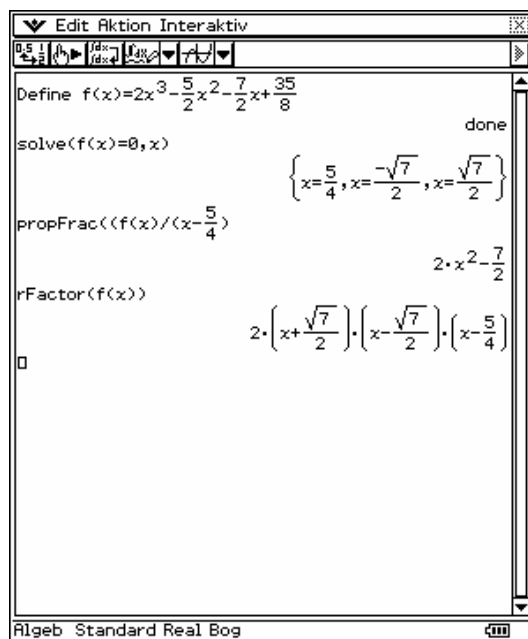 Edit Aktion Interaktiv
Define f(x)=2x³-5/2x²-7/2x+35/8
done
solve(f(x)=0,x)
{x=5/4,x=-√7/2,x=√7/2}
propFrac((f(x)/(x-5/4)
2·x²-7/2
rFactor(f(x))
2·(x+√7/2)·(x-√7/2)·(x-5/4)
Algeb Standard Real Bog